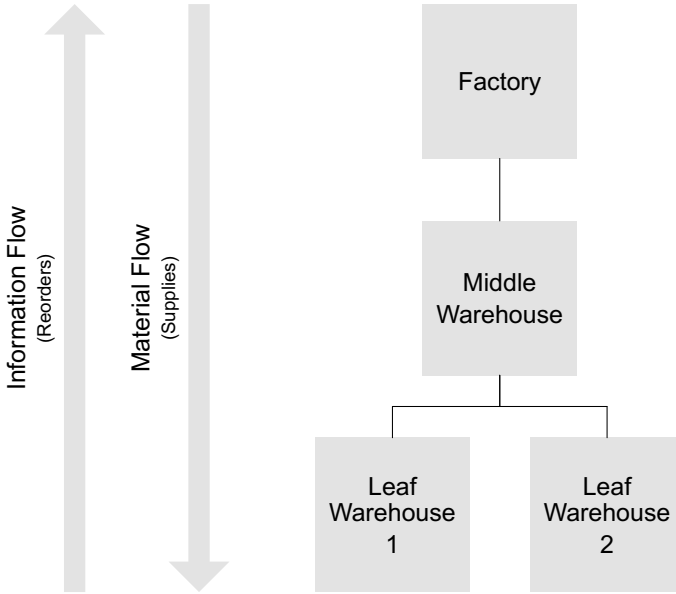 Information Flow
(Reorders)
Material Flow
(Supplies)
Factory
Middle
Warehouse
Leaf
Warehouse
1
Leaf
Warehouse
2